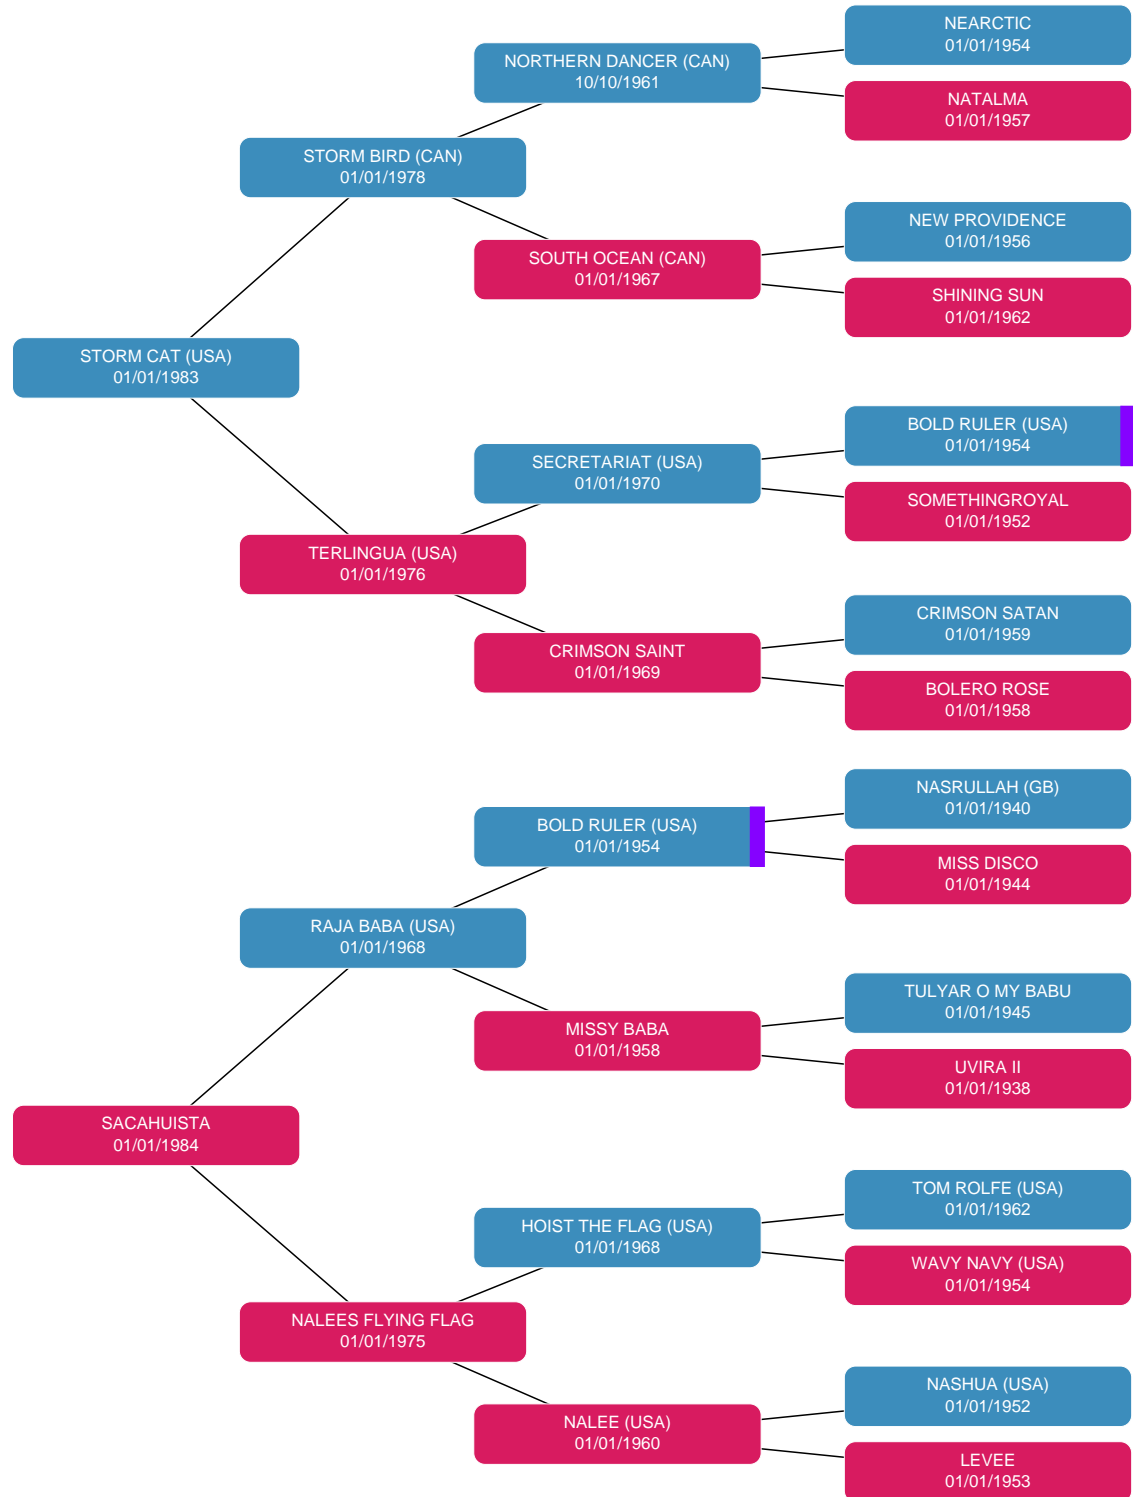 NEARCTIC
01/01/1954
NORTHERN DANCER (CAN)
10/10/1961
NATALMA
01/01/1957
STORM BIRD (CAN)
01/01/1978
NEW PROVIDENCE
01/01/1956
SOUTH OCEAN (CAN)
01/01/1967
SHINING SUN
01/01/1962
STORM CAT (USA)
01/01/1983
BOLD RULER (USA)
01/01/1954
SECRETARIAT (USA)
01/01/1970
SOMETHINGROYAL
01/01/1952
TERLINGUA (USA)
01/01/1976
CRIMSON SATAN
01/01/1959
CRIMSON SAINT
01/01/1969
BOLERO ROSE
01/01/1958
NASRULLAH (GB)
01/01/1940
BOLD RULER (USA)
01/01/1954
MISS DISCO
01/01/1944
RAJA BABA (USA)
01/01/1968
TULYAR O MY BABU
01/01/1945
MISSY BABA
01/01/1958
UVIRA II
01/01/1938
SACAHUISTA
01/01/1984
TOM ROLFE (USA)
01/01/1962
HOIST THE FLAG (USA)
01/01/1968
WAVY NAVY (USA)
01/01/1954
NALEES FLYING FLAG
01/01/1975
NASHUA (USA)
01/01/1952
NALEE (USA)
01/01/1960
LEVEE
01/01/1953